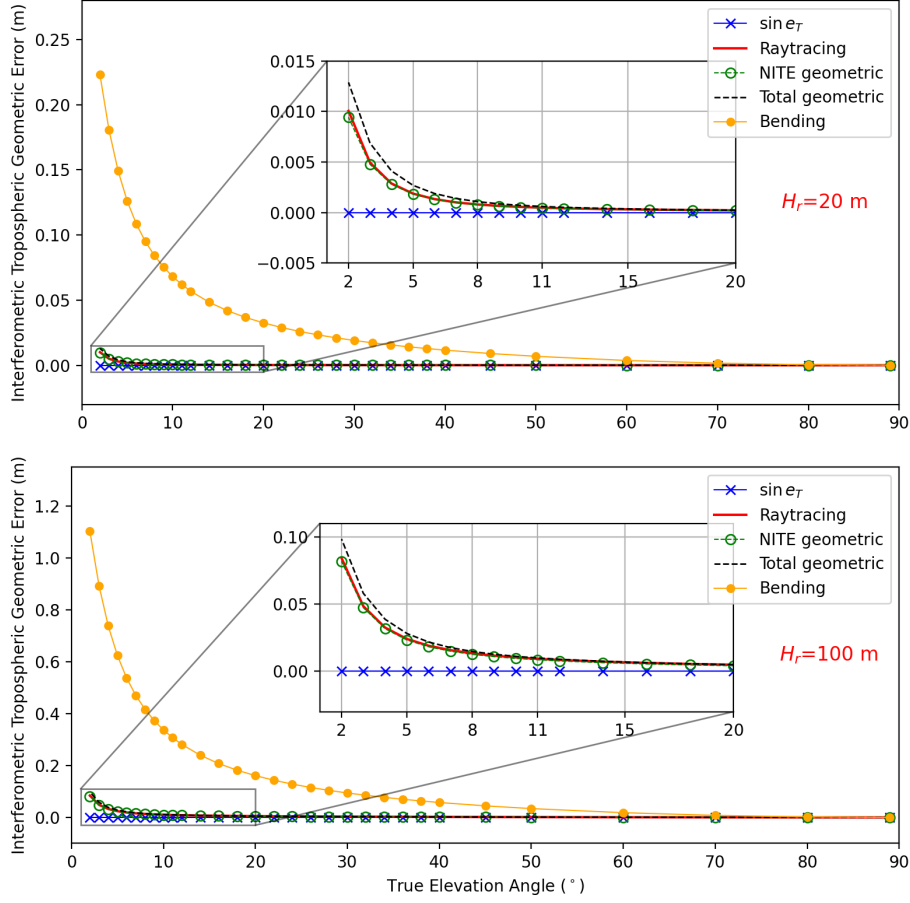 Interferometric Tropospheric Geometric Error (m)
0.25
0.20
0.15
0.10
0.05
0.00
0.015
0.010
0.005
0.000
−0.005
2 5 8 11 15 20
sin e_T
Raytracing
NITE geometric
Total geometric
Bending
H_r=20 m
0 10 20 30 40 50 60 70 80 90
Interferometric Tropospheric Geometric Error (m)
1.2
1.0
0.8
0.6
0.4
0.2
0.0
0.10
0.05
0.00
2 5 8 11 15 20
sin e_T
Raytracing
NITE geometric
Total geometric
Bending
H_r=100 m
0 10 20 30 40 50 60 70 80 90
True Elevation Angle (°)